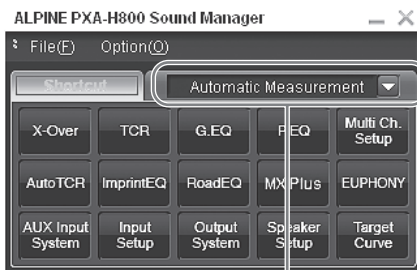 ALPINE PXA-H800 Sound Manager
File(F) Option(O)
Shortcut Automatic Measurement
X-Over TCR G.EQ P.EQ Multi Ch. Setup
AutoTCR ImprintEQ RoadEQ MX Plus EUPHONY
AUX Input System Input Setup Output System Speaker Setup Target Curve